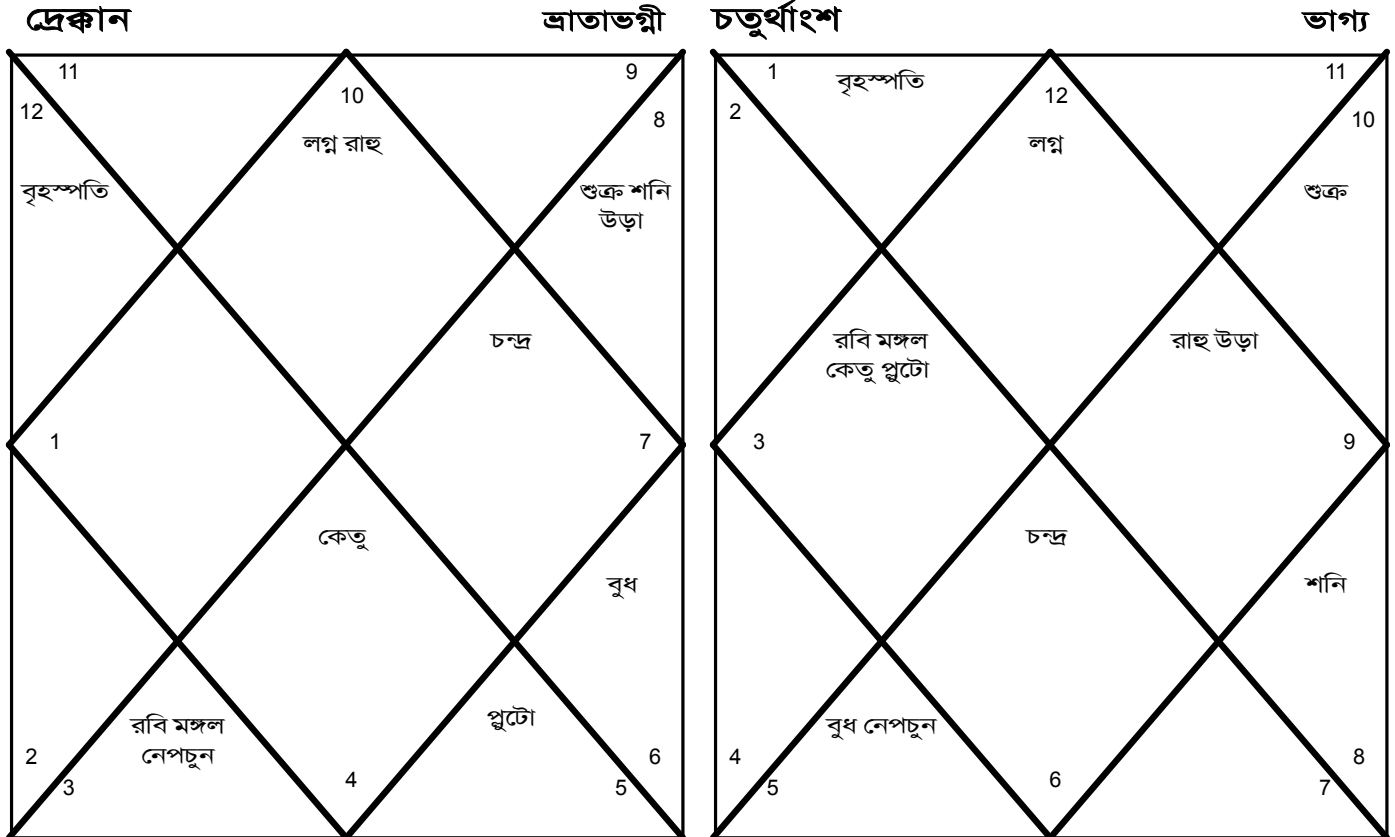 দ্রেক্কান ভ্রাতাভগ্নী
11
10
9
12
8
লগ্ন রাহু
বৃহস্পতি
শুক্র শনি
উড়া
চন্দ্র
1
7
কেতু
বুধ
প্লুটো
রবি মঙ্গল
নেপচুন
2
6
3
4
5
চতুর্থাংশ ভাগ্য
1
বৃহস্পতি
12
11
2
10
লগ্ন
শুক্র
রবি মঙ্গল
কেতু প্লুটো
রাহু উড়া
3
9
চন্দ্র
শনি
বুধ নেপচুন
4
8
5
6
7